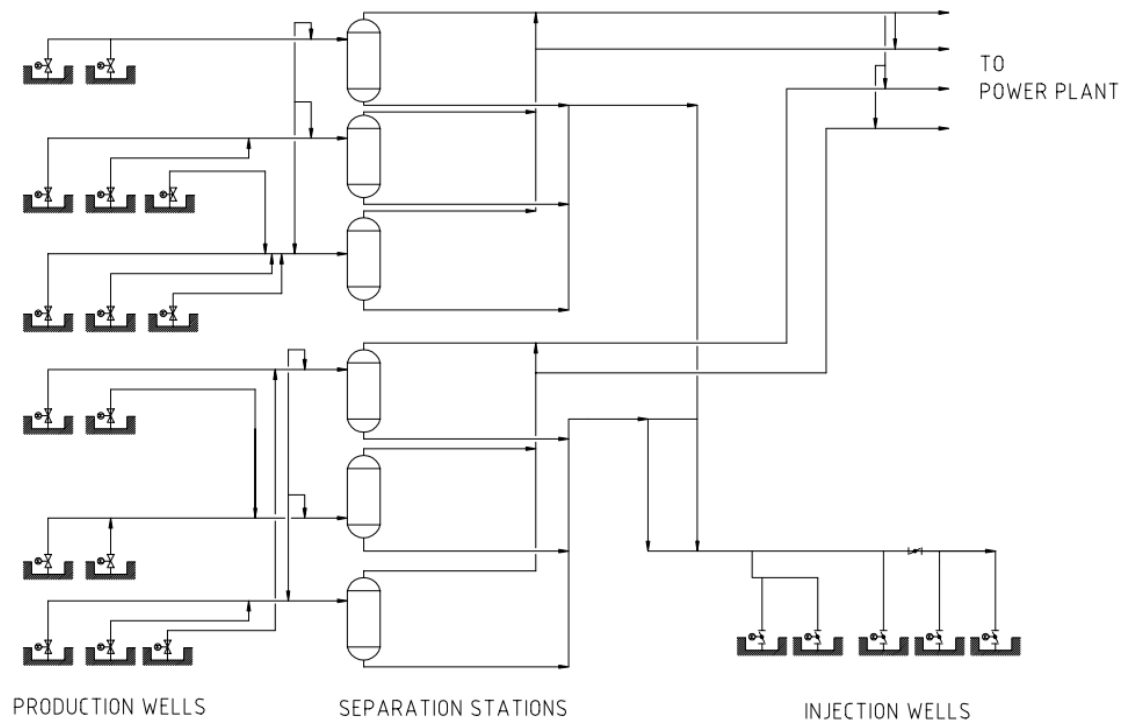 TO
POWER PLANT
PRODUCTION WELLS
SEPARATION STATIONS
INJECTION WELLS